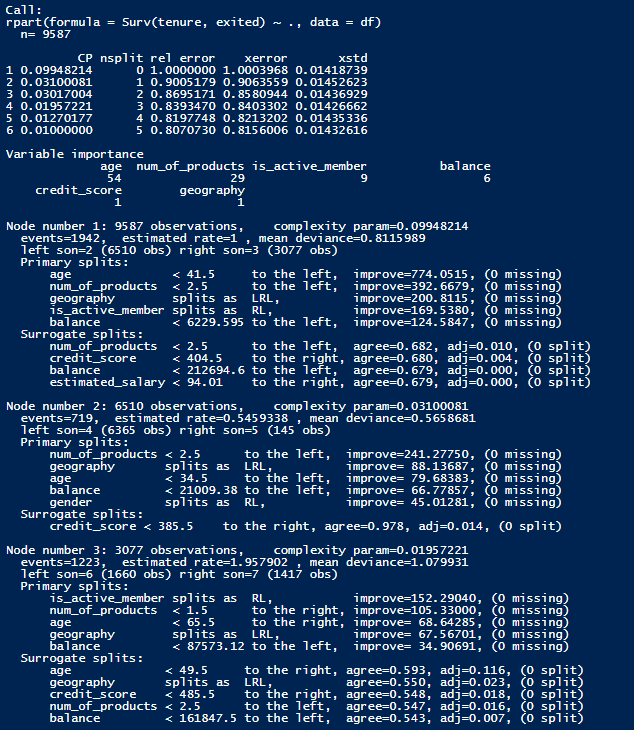 Call:
rpart(formula = Surv(tenure, exited) ~ ., data = df)
  n= 9587

          CP nsplit rel error    xerror       xstd
1 0.09948214      0 1.0000000 1.0003968 0.01418739
2 0.03100081      1 0.9005179 0.9063559 0.01452623
3 0.03017004      2 0.8695171 0.8580944 0.01436929
4 0.01957221      3 0.8393470 0.8403302 0.01426662
5 0.01270177      4 0.8197748 0.8213202 0.01435336
6 0.01000000      5 0.8070730 0.8156006 0.01432616

Variable importance
             age  num_of_products is_active_member          balance
              54               29                9                6
    credit_score        geography
               1                1

Node number 1: 9587 observations,    complexity param=0.09948214
  events=1942,  estimated rate=1 , mean deviance=0.8115989
  left son=2 (6510 obs) right son=3 (3077 obs)
  Primary splits:
      age              < 41.5     to the left,  improve=774.0515, (0 missing)
      num_of_products  < 2.5      to the left,  improve=392.6679, (0 missing)
      geography        splits as  LRL,          improve=200.8115, (0 missing)
      is_active_member splits as  RL,           improve=169.5380, (0 missing)
      balance          < 6229.595 to the left,  improve=124.5847, (0 missing)
  Surrogate splits:
      num_of_products  < 2.5      to the left,  agree=0.682, adj=0.010, (0 split)
      credit_score     < 404.5    to the right, agree=0.680, adj=0.004, (0 split)
      balance          < 212694.6 to the left,  agree=0.679, adj=0.000, (0 split)
      estimated_salary < 94.01    to the right, agree=0.679, adj=0.000, (0 split)

Node number 2: 6510 observations,    complexity param=0.03100081
  events=719,  estimated rate=0.5459338 , mean deviance=0.5658681
  left son=4 (6365 obs) right son=5 (145 obs)
  Primary splits:
      num_of_products < 2.5      to the left,  improve=241.27750, (0 missing)
      geography       splits as  LRL,          improve= 88.13687, (0 missing)
      age             < 34.5     to the left,  improve= 79.68383, (0 missing)
      balance         < 21009.38 to the left,  improve= 66.77857, (0 missing)
      gender          splits as  RL,           improve= 45.01281, (0 missing)
  Surrogate splits:
      credit_score < 385.5    to the right, agree=0.978, adj=0.014, (0 split)

Node number 3: 3077 observations,    complexity param=0.01957221
  events=1223,  estimated rate=1.957902 , mean deviance=1.079931
  left son=6 (1660 obs) right son=7 (1417 obs)
  Primary splits:
      is_active_member splits as  RL,           improve=152.29040, (0 missing)
      num_of_products  < 1.5      to the right, improve=105.33000, (0 missing)
      age              < 65.5     to the right, improve= 68.64285, (0 missing)
      geography        splits as  LRL,          improve= 67.56701, (0 missing)
      balance          < 87573.12 to the left,  improve= 34.90691, (0 missing)
  Surrogate splits:
      age              < 49.5     to the right, agree=0.593, adj=0.116, (0 split)
      geography        splits as  LRL,          agree=0.550, adj=0.023, (0 split)
      credit_score     < 485.5    to the right, agree=0.548, adj=0.018, (0 split)
      num_of_products  < 2.5      to the left,  agree=0.547, adj=0.016, (0 split)
      balance          < 161847.5 to the left,  agree=0.543, adj=0.007, (0 split)